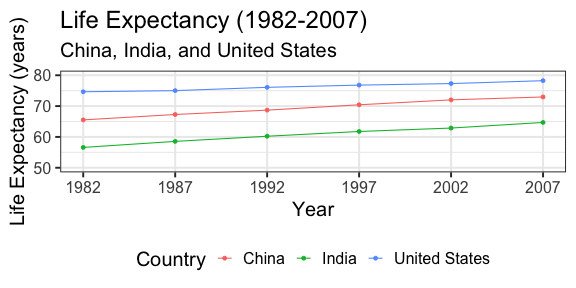 Life Expectancy (1982-2007)
China, India, and United States
Life Expectancy (years)
80
70
60
50
1982 1987 1992 1997 2002 2007
Year
Country China India United States